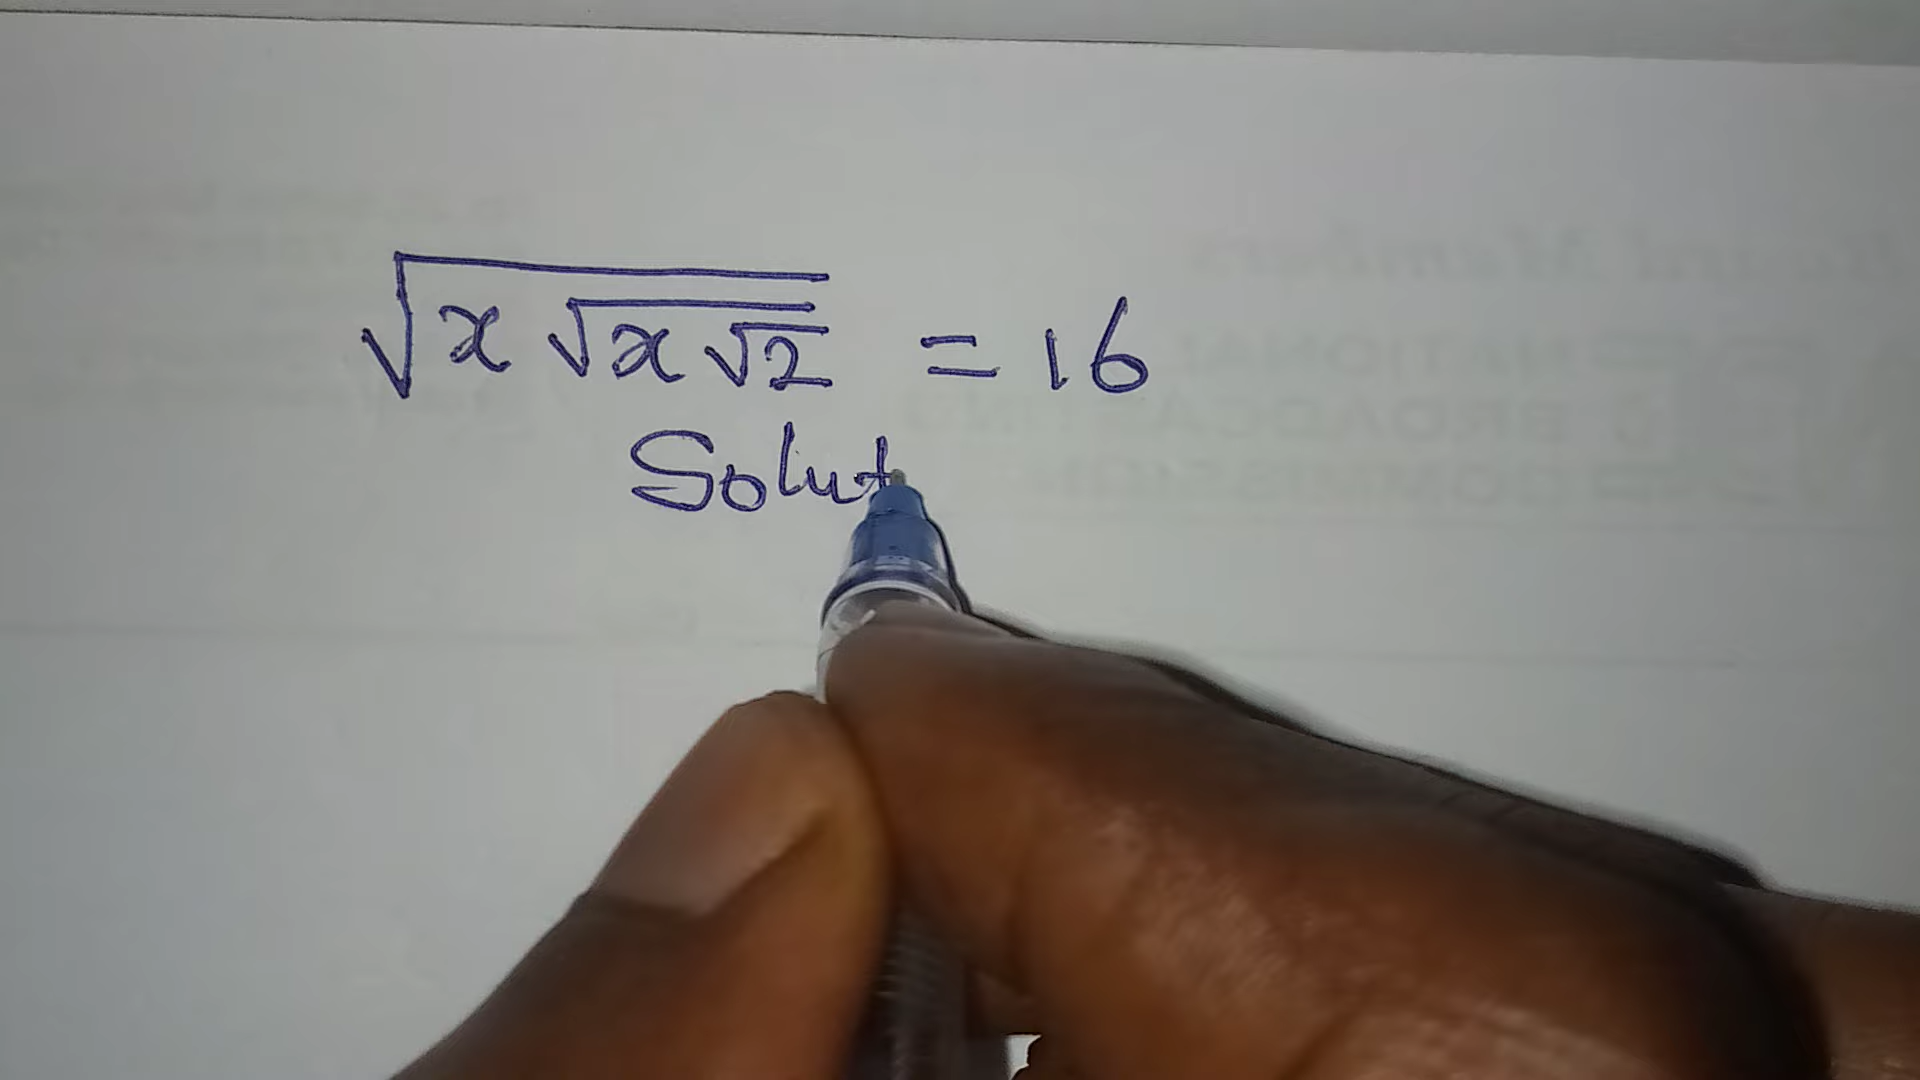 √(x√(x√2)) = 16
Solut